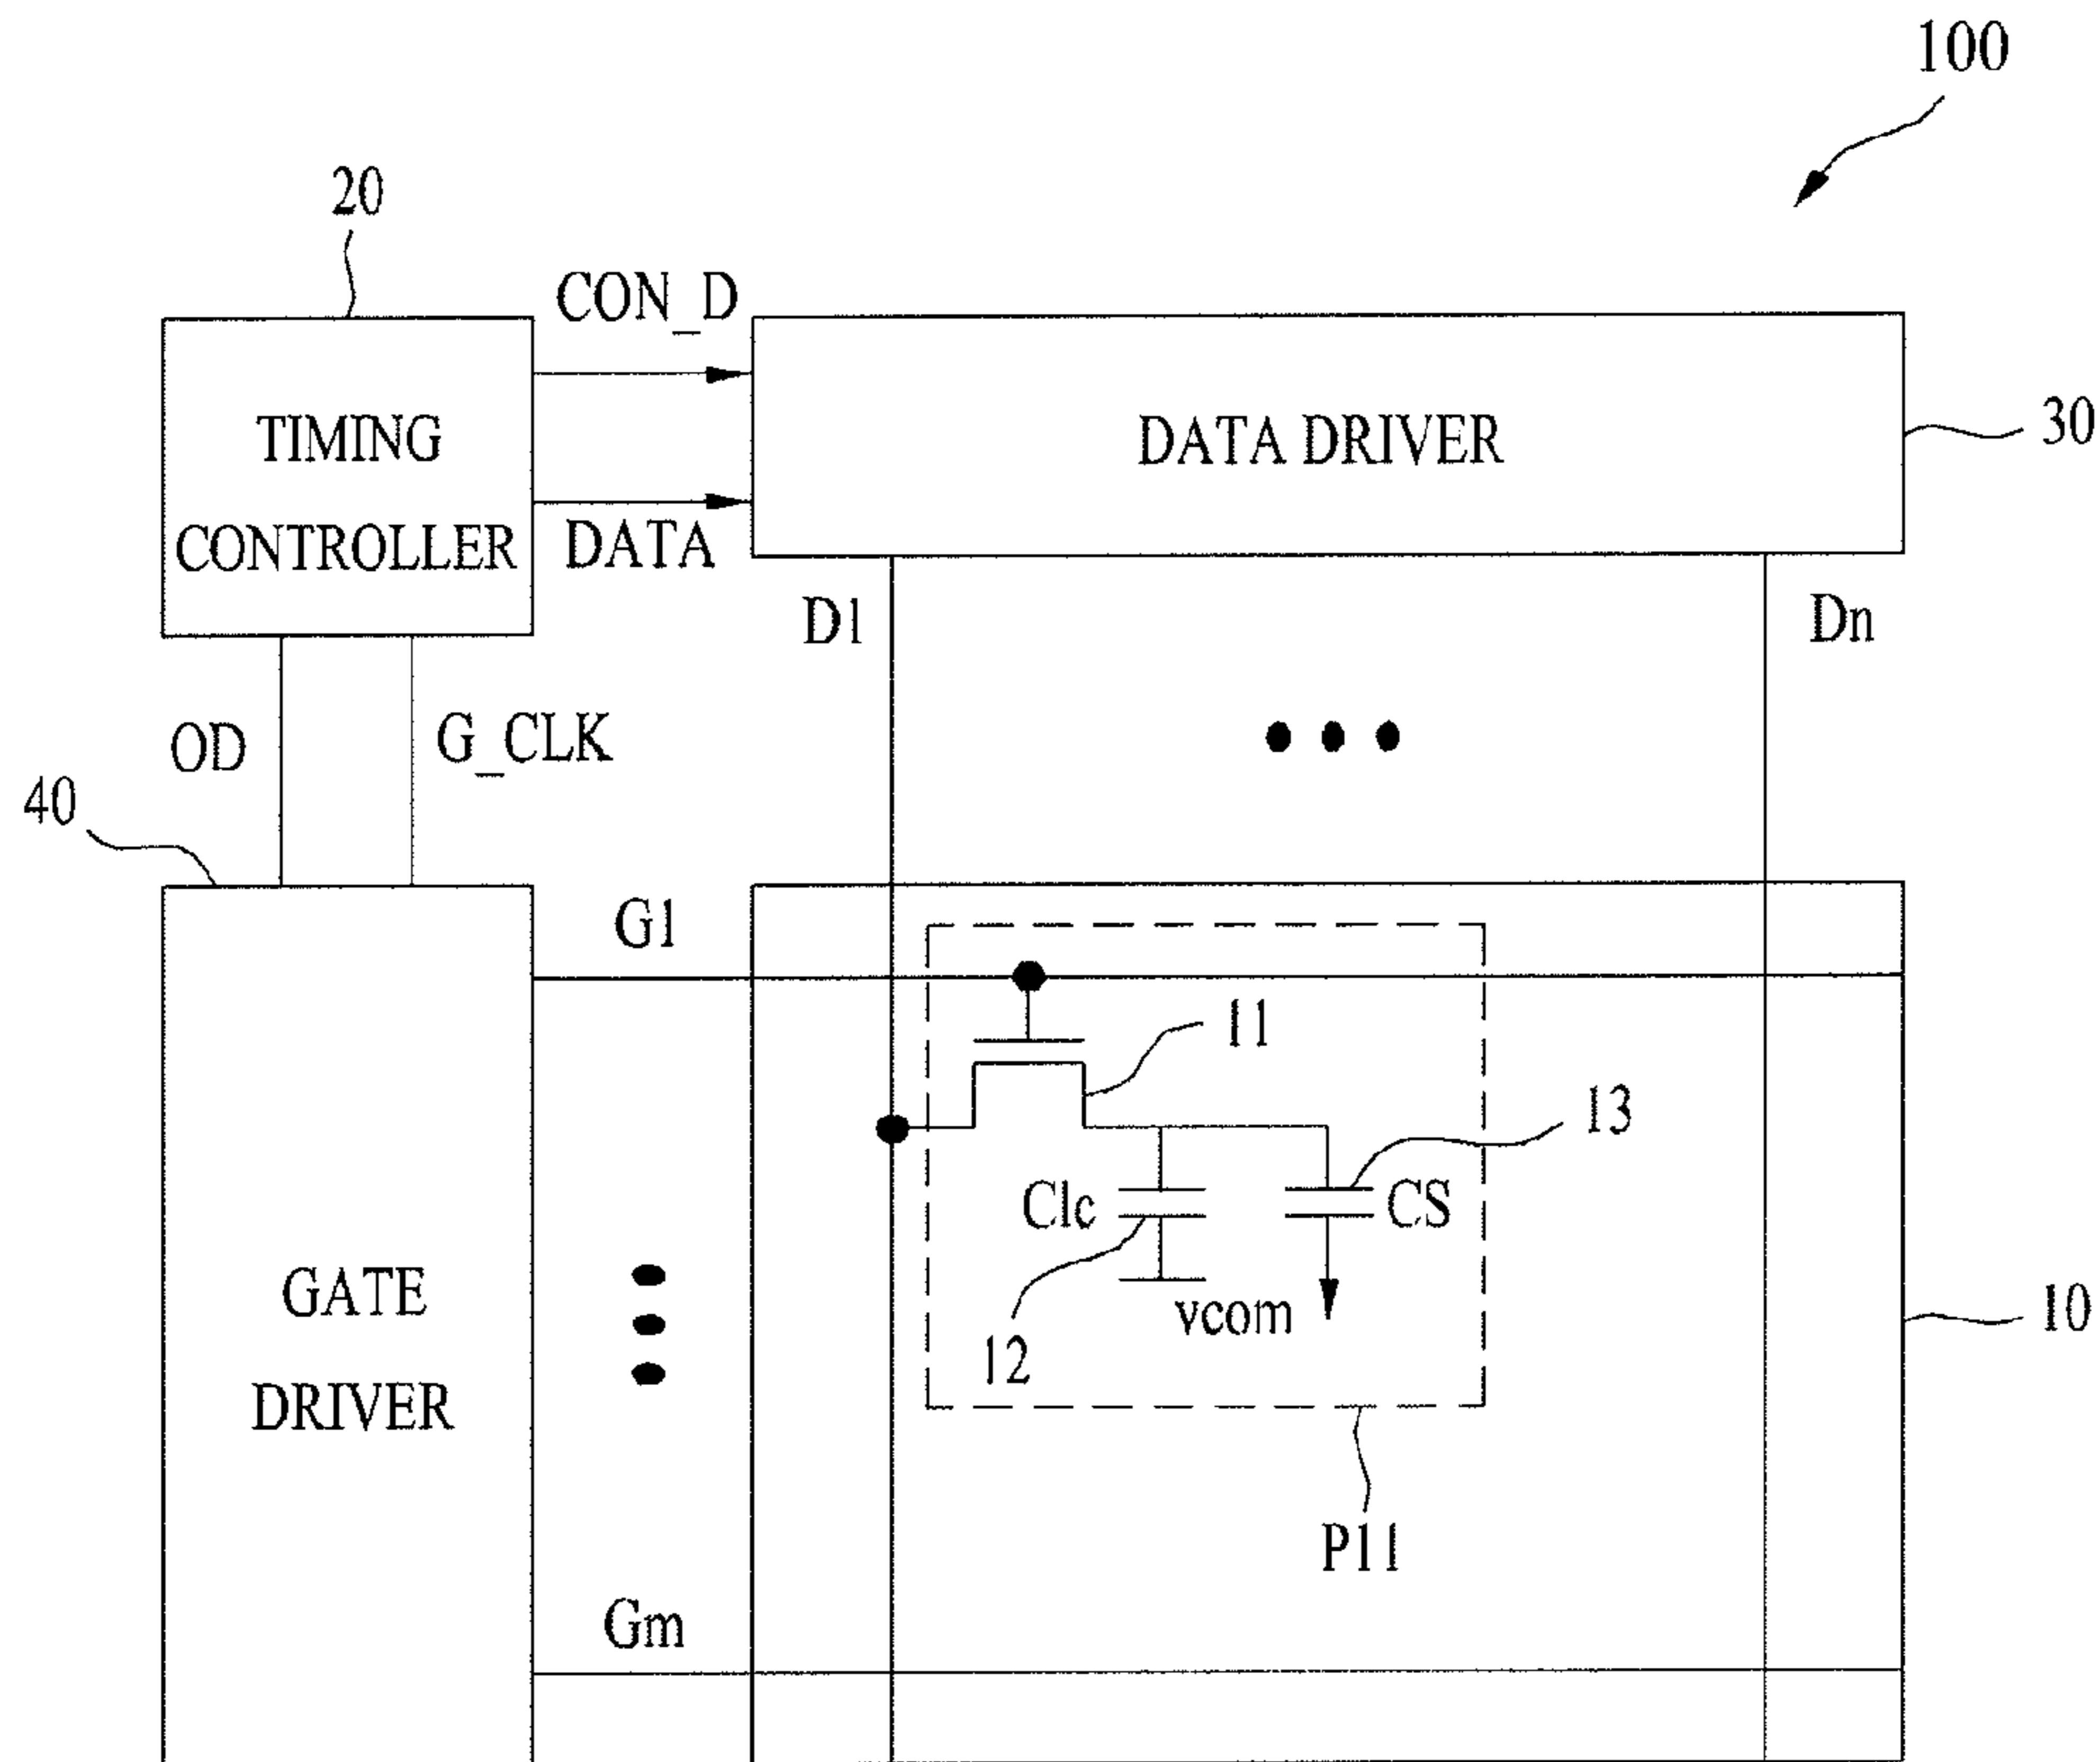 100
20
CON_D
TIMING
CONTROLLER
DATA DRIVER
30
DATA
D1
Dn
OD
G_CLK
40
G1
11
13
Clc
CS
GATE
DRIVER
vcom
10
12
P11
Gm